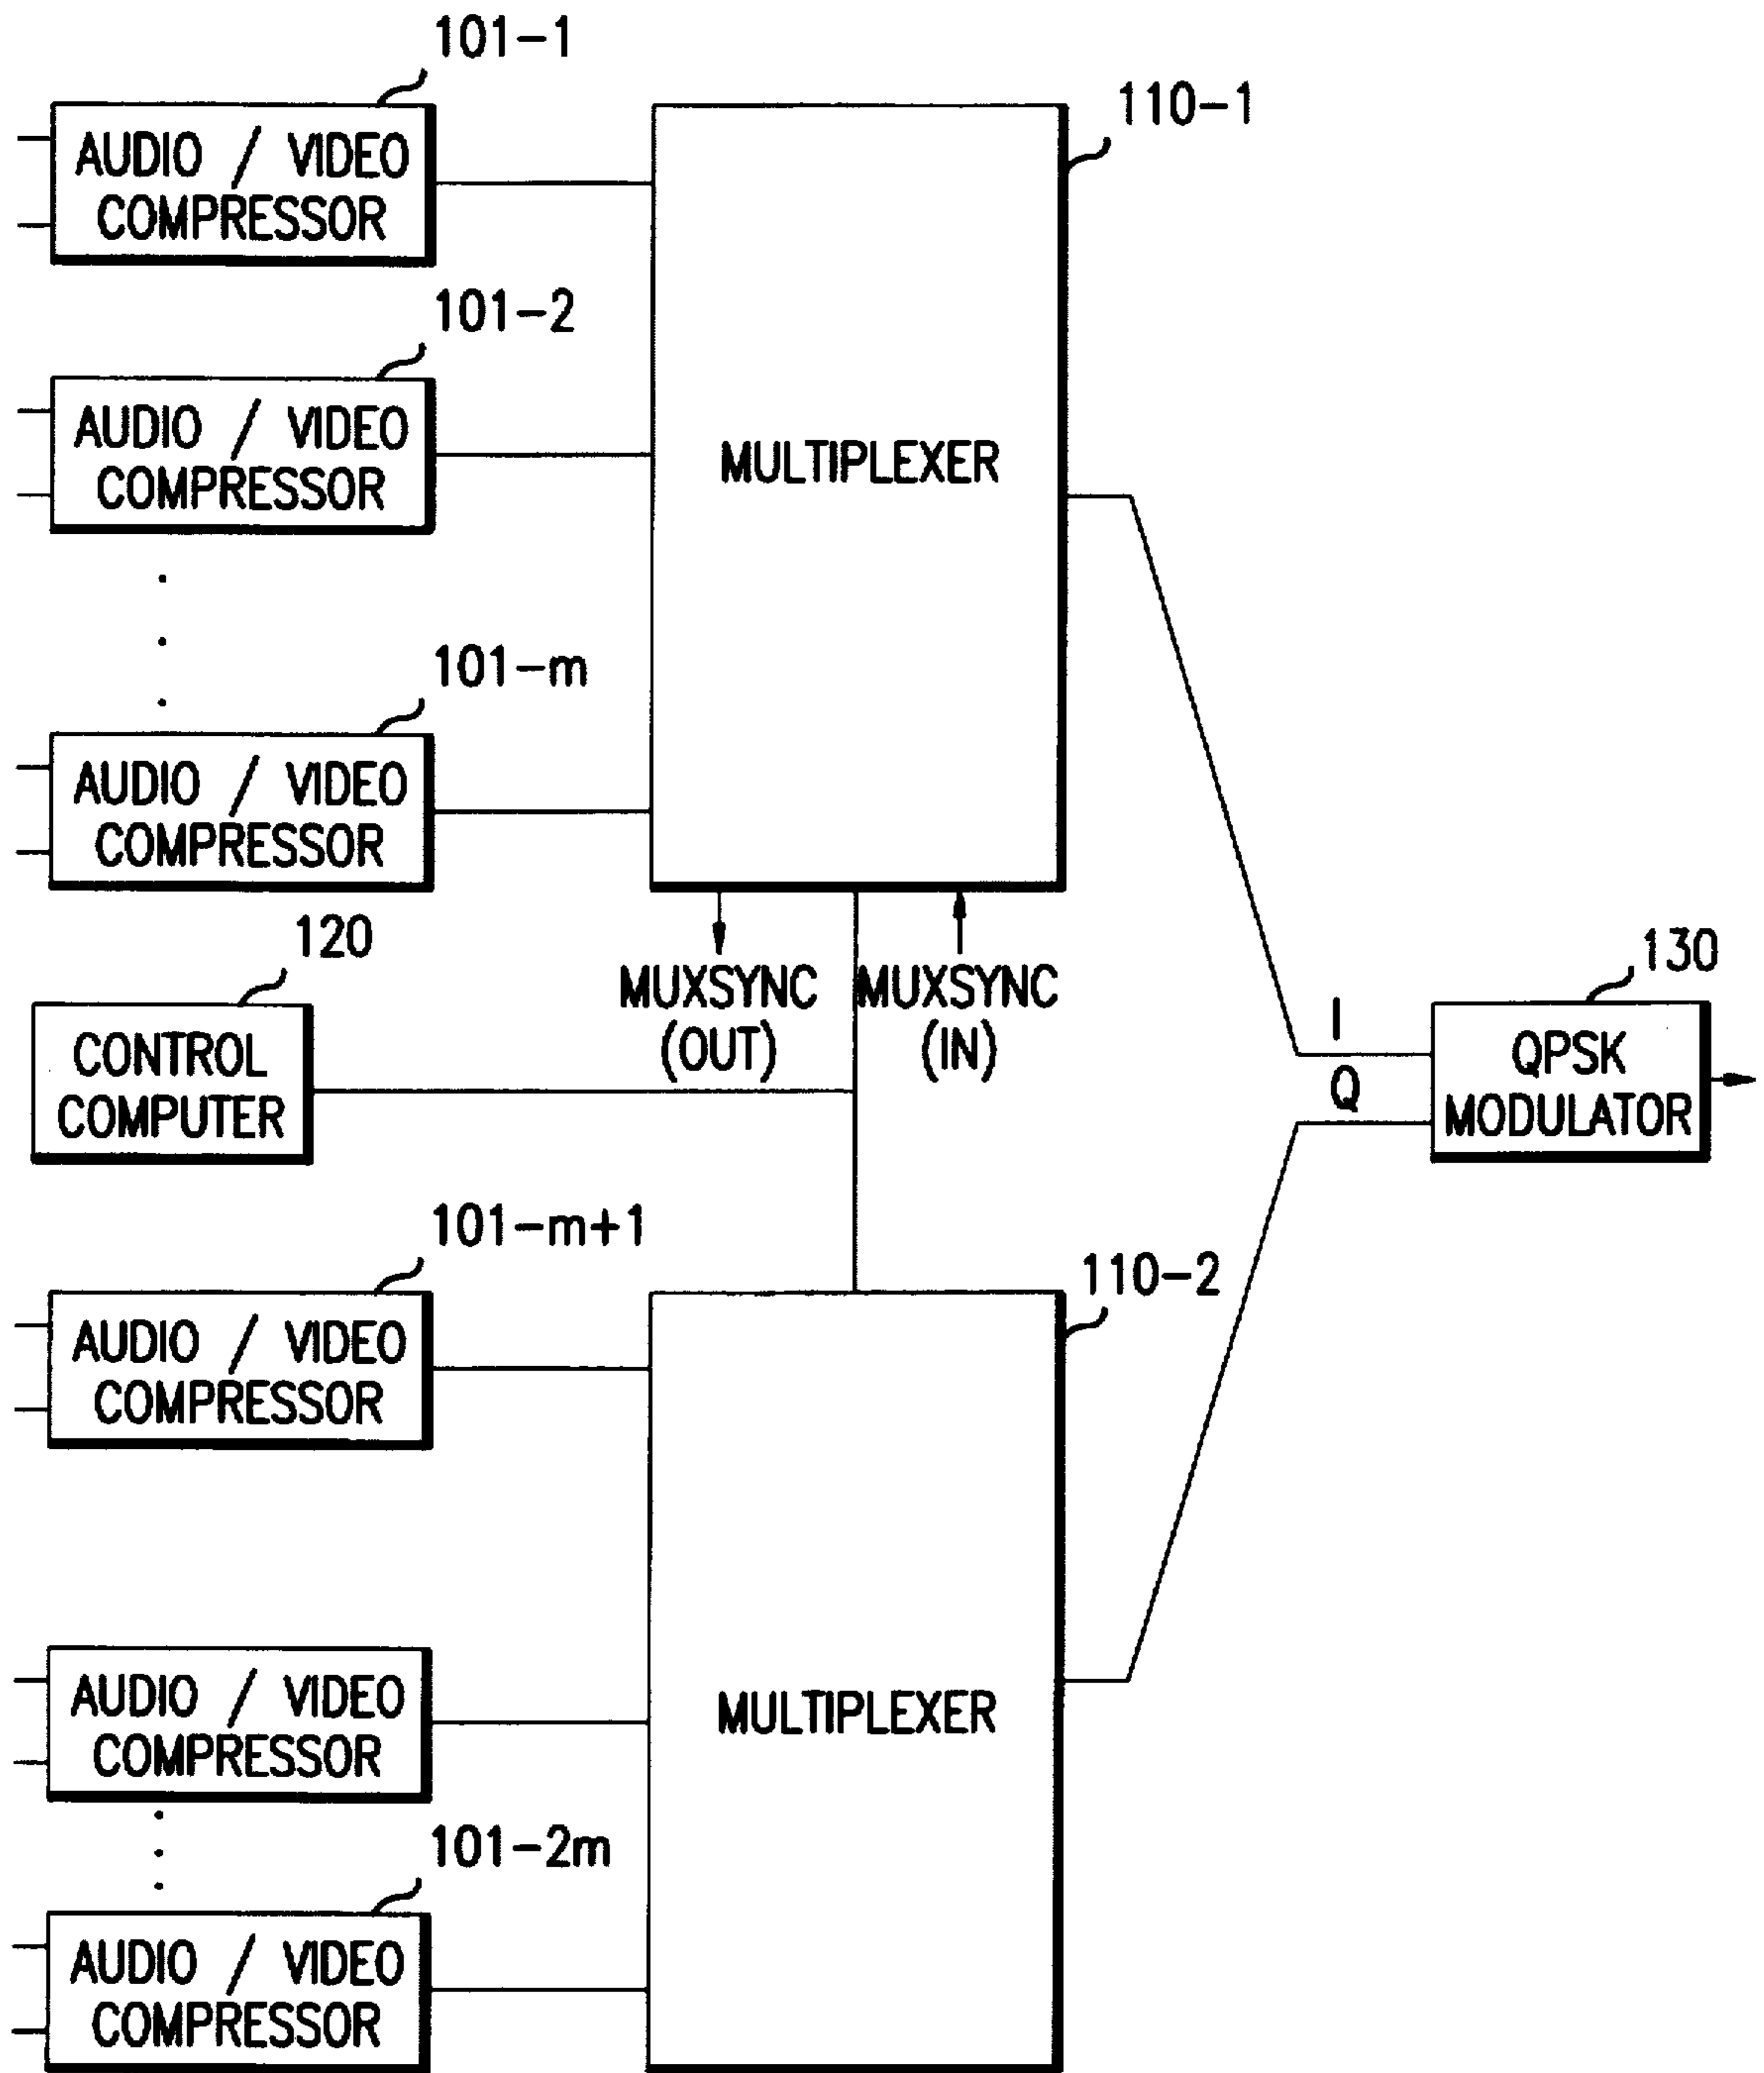 101-1
AUDIO / VIDEO
COMPRESSOR
110-1
101-2
AUDIO / VIDEO
COMPRESSOR
MULTIPLEXER
101-m
AUDIO / VIDEO
COMPRESSOR
120
MUXSYNC
(OUT)
MUXSYNC
(IN)
130
CONTROL
COMPUTER
I
Q
QPSK
MODULATOR
101-m+1
110-2
AUDIO / VIDEO
COMPRESSOR
AUDIO / VIDEO
COMPRESSOR
MULTIPLEXER
101-2m
AUDIO / VIDEO
COMPRESSOR